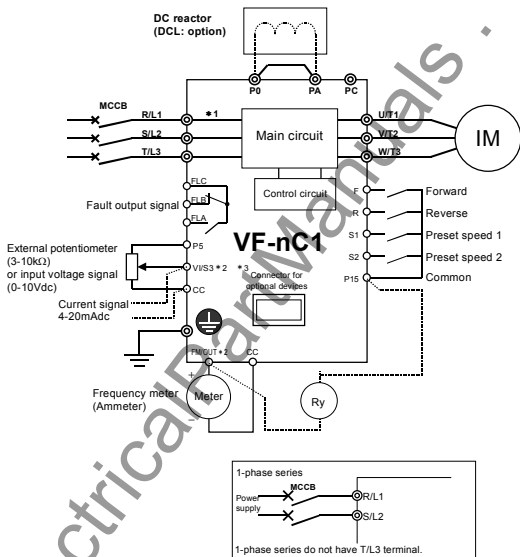 DC reactor
(DCL: option)
P0 PA PC
MCCB
R/L1 *1 U/T1
S/L2 V/T2
T/L3 W/T3
Main circuit
IM
Control circuit
FLC
Fault output signal FLB
FLA
F Forward
R Reverse
S1 Preset speed 1
S2 Preset speed 2
P15 Common
VF-nC1
P5
External potentiometer
(3-10kΩ)
or input voltage signal
(0-10Vdc)
VI/S3 *2 *3
Connector for
optional devices
Current signal
4-20mAdc
CC
FM/OUT *2 CC
Frequency meter
(Ammeter)
+
Meter
−
Ry
1-phase series
MCCB
Power
supply
R/L1
S/L2
1-phase series do not have T/L3 terminal.
ctricalPartManuals .